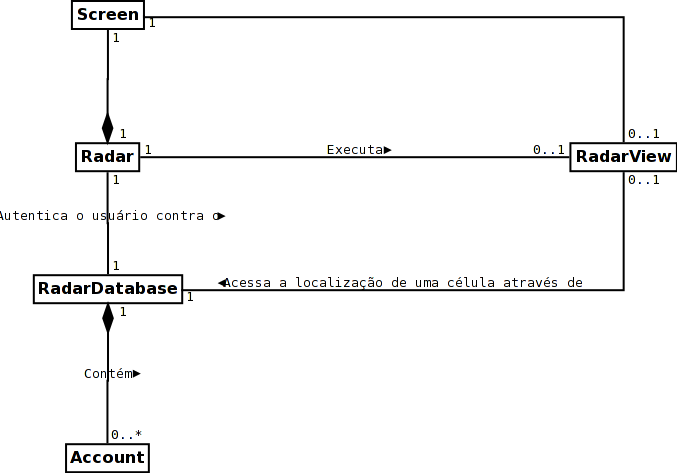 Screen
1
1
1
0..1
Radar
1
Executa
0..1
RadarView
1
0..1
Autentica o usuário contra o
1
Acessa a localização de uma célula através de
RadarDatabase
1
1
Contém
0..*
Account